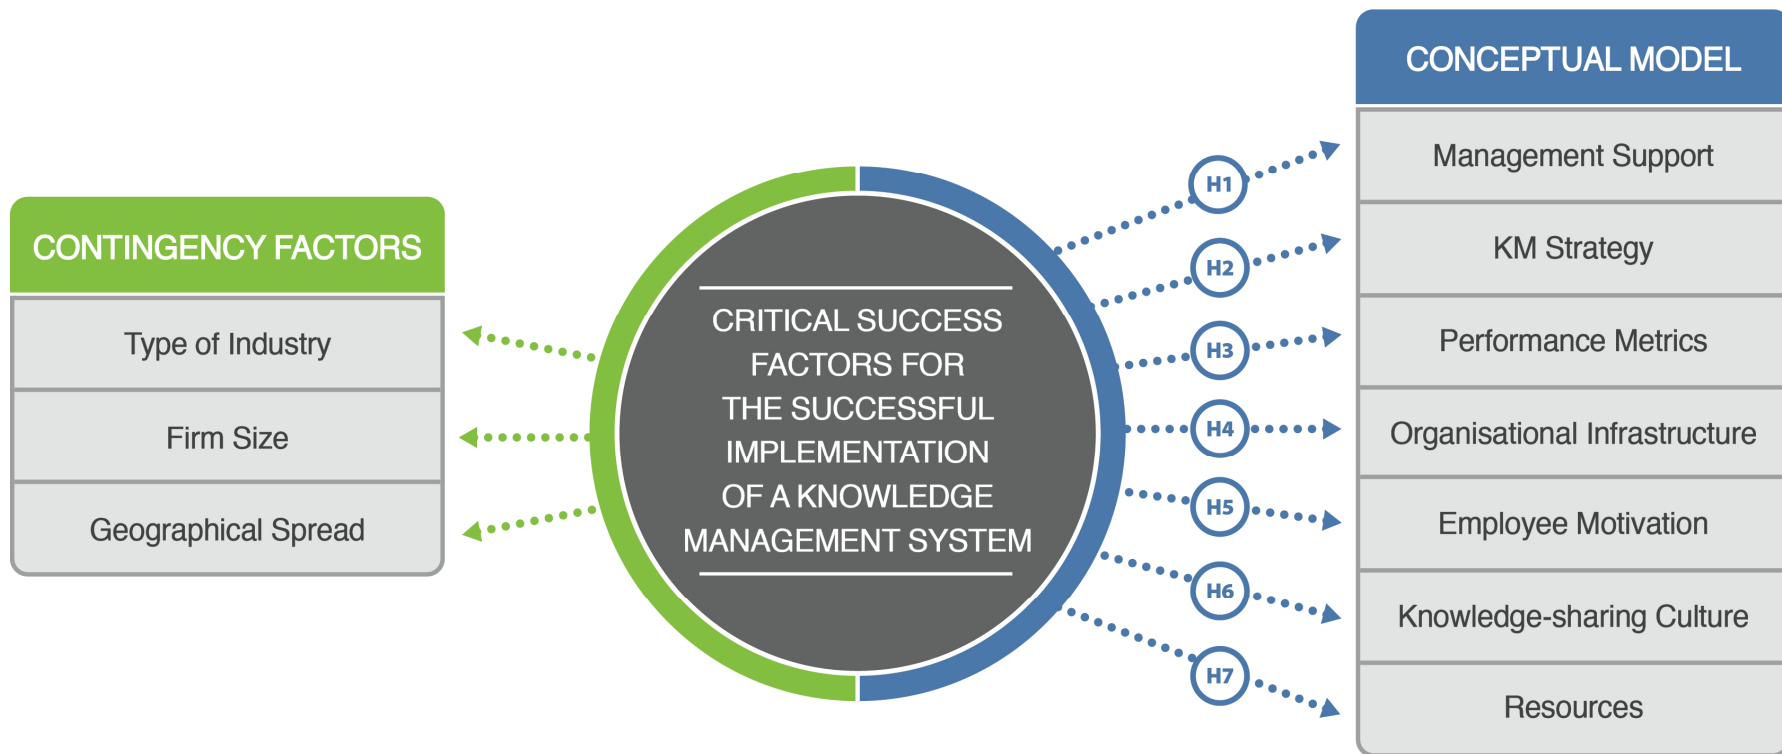 CONTINGENCY FACTORS
Type of Industry
Firm Size
Geographical Spread
CRITICAL SUCCESS
FACTORS FOR
THE SUCCESSFUL
IMPLEMENTATION
OF A KNOWLEDGE
MANAGEMENT SYSTEM
H1
H2
H3
H4
H5
H6
H7
CONCEPTUAL MODEL
Management Support
KM Strategy
Performance Metrics
Organisational Infrastructure
Employee Motivation
Knowledge-sharing Culture
Resources